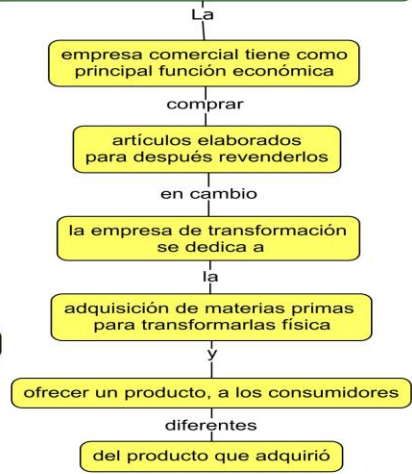 La
empresa comercial tiene como
principal función económica
comprar
artículos elaborados
para después revenderlos
en cambio
la empresa de transformación
se dedica a
la
adquisición de materias primas
para transformarlas física
y
ofrecer un producto, a los consumidores
diferentes
del producto que adquirió